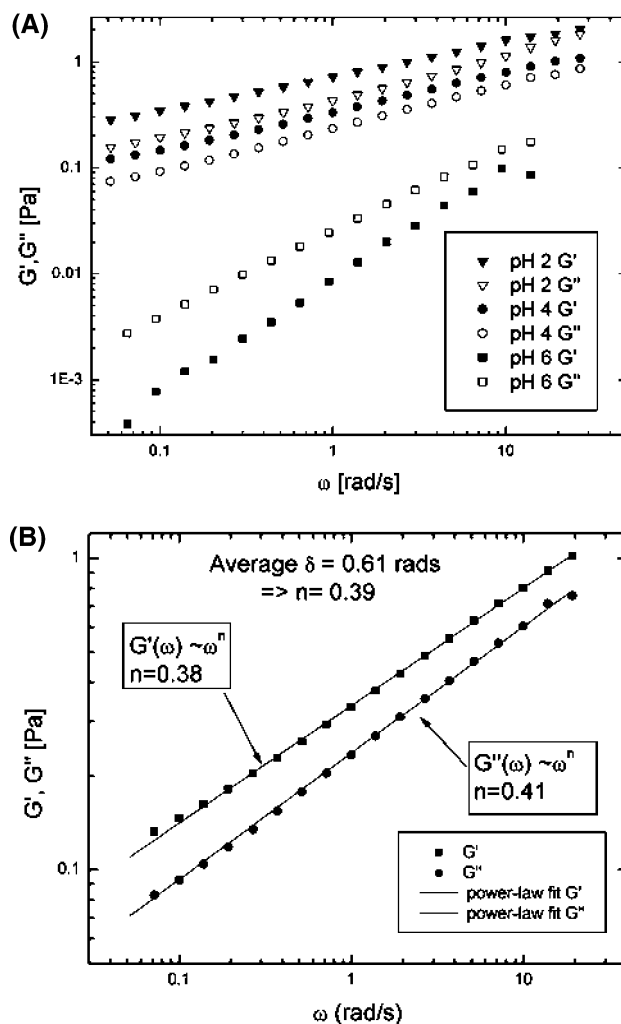 (A)
G',G" [Pa]
1
0.1
0.01
1E-3
pH 2 G'
pH 2 G"
pH 4 G'
pH 4 G"
pH 6 G'
pH 6 G"
0.1 1 10
ω [rad/s]
(B)
G', G" [Pa]
1
0.1
Average δ = 0.61 rads
=> n= 0.39
G'(ω) ~ωⁿ
n=0.38
G"(ω) ~ωⁿ
n=0.41
G'
G"
power-law fit G'
power-law fit G"
0.1 1 10
ω (rad/s)